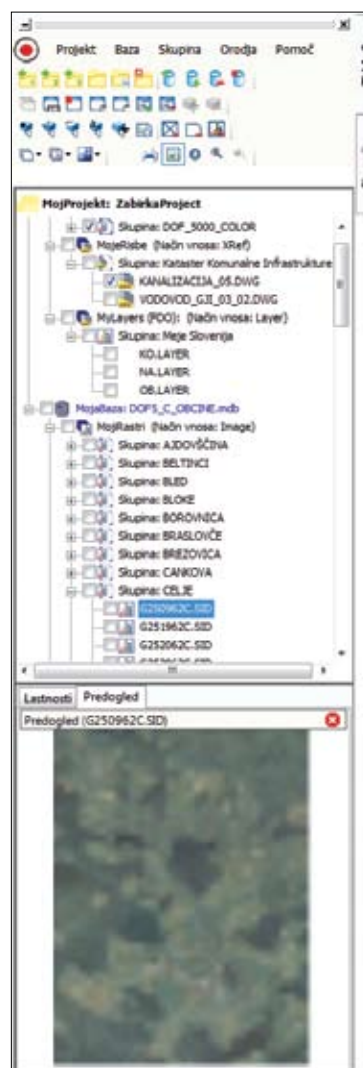 Projekt Baza Skupina Orodja Pomoč
MojProjekt: ZabirkaProject
Skupina: DOF_5000_COLOR
MojeRisbe (Način vnosa: XRef)
Skupina: Kataster Komunalne Infrastrukture
KANALIZACIJA_05.DWG
VODOVOD_GJI_03_02.DWG
MyLayers (FDO): (Način vnosa: Layer)
Skupina: Meje Slovenija
KO.LAYER
NA.LAYER
OB.LAYER
MojaBaza: DOF5_C_OBCINE.mdb
MojiRastri (Način vnosa: Image)
Skupina: AJDOVŠČINA
Skupina: BELTINCI
Skupina: BLED
Skupina: BLOKE
Skupina: BOROVNICA
Skupina: BRASLOVČE
Skupina: BREZOVICA
Skupina: CANKOVA
Skupina: CELJE
G250962C.SID
G251962C.SID
G252062C.SID
Lastnosti Predogled
Predogled (G250962C.SID)